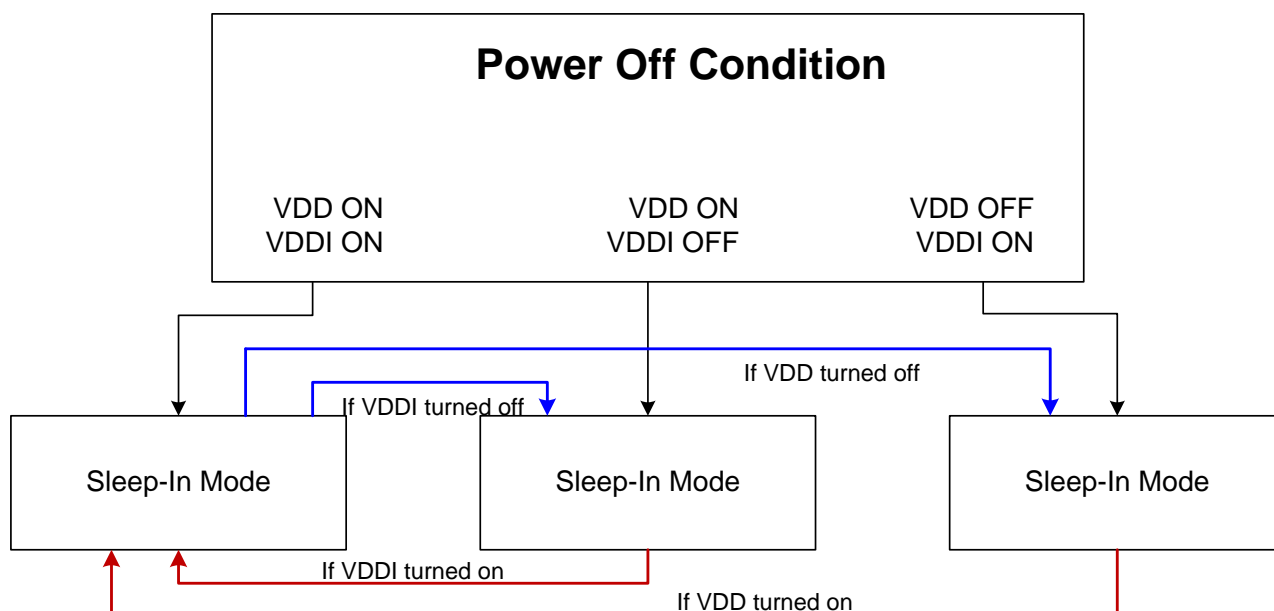 Power Off Condition
VDD ON
VDDI ON
VDD ON
VDDI OFF
VDD OFF
VDDI ON
If VDD turned off
If VDDI turned off
Sleep-In Mode
Sleep-In Mode
Sleep-In Mode
If VDDI turned on
If VDD turned on